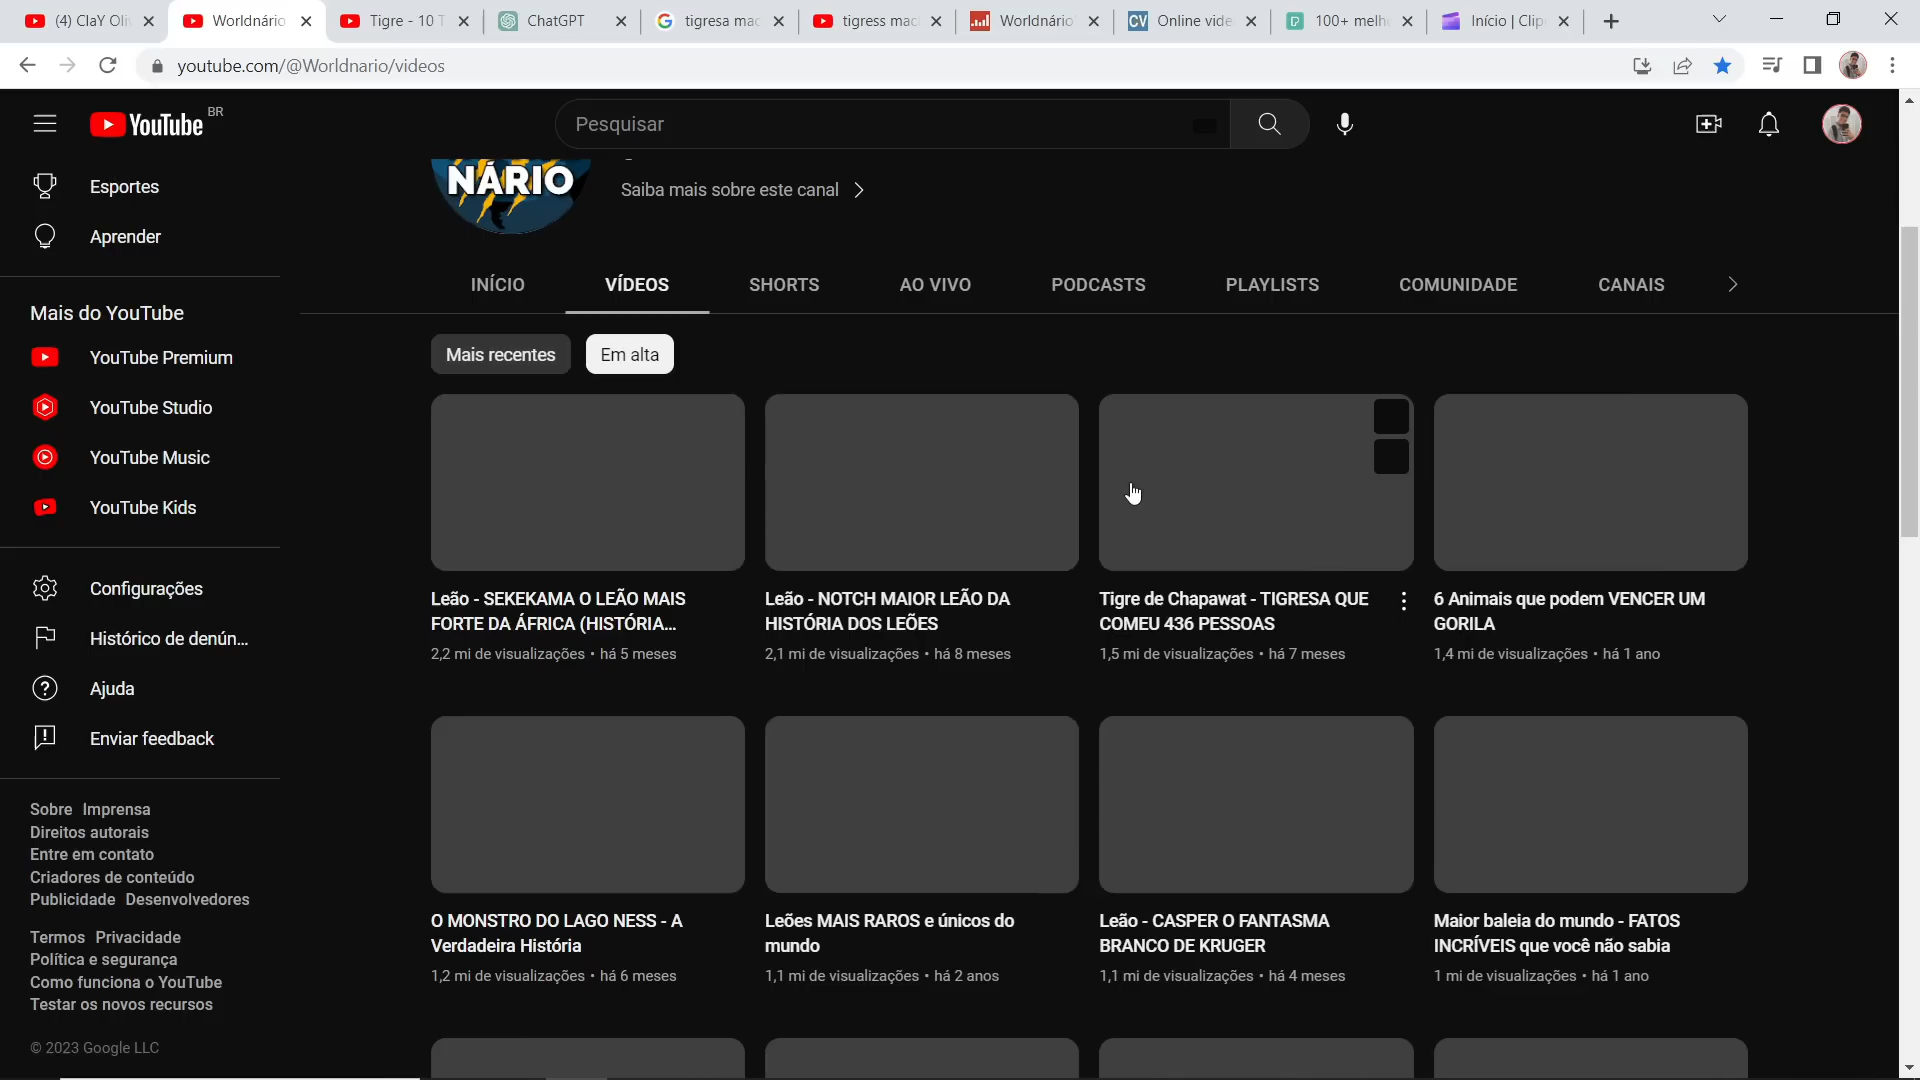 (4) ClaY Oli
Worldnário
Tigre - 10 T
ChatGPT
tigresa mac
tigress mac
Worldnário
CV
Online vide
100+ melh
Início | Clip
youtube.com/@Worldnario/videos
YouTube BR
Pesquisar
Esportes
Aprender
Mais do YouTube
YouTube Premium
YouTube Studio
YouTube Music
YouTube Kids
Configurações
Histórico de denún...
Ajuda
Enviar feedback
Sobre Imprensa
Direitos autorais
Entre em contato
Criadores de conteúdo
Publicidade Desenvolvedores
Termos Privacidade
Política e segurança
Como funciona o YouTube
Testar os novos recursos
© 2023 Google LLC
NÁRIO
Saiba mais sobre este canal
INÍCIO
VÍDEOS
SHORTS
AO VIVO
PODCASTS
PLAYLISTS
COMUNIDADE
CANAIS
Mais recentes
Em alta
Leão - SEKEKAMA O LEÃO MAIS
FORTE DA ÁFRICA (HISTÓRIA...
2,2 mi de visualizações • há 5 meses
Leão - NOTCH MAIOR LEÃO DA
HISTÓRIA DOS LEÕES
2,1 mi de visualizações • há 8 meses
Tigre de Chapawat - TIGRESA QUE
COMEU 436 PESSOAS
1,5 mi de visualizações • há 7 meses
6 Animais que podem VENCER UM
GORILA
1,4 mi de visualizações • há 1 ano
O MONSTRO DO LAGO NESS - A
Verdadeira História
1,2 mi de visualizações • há 6 meses
Leões MAIS RAROS e únicos do
mundo
1,1 mi de visualizações • há 2 anos
Leão - CASPER O FANTASMA
BRANCO DE KRUGER
1,1 mi de visualizações • há 4 meses
Maior baleia do mundo - FATOS
INCRÍVEIS que você não sabia
1 mi de visualizações • há 1 ano